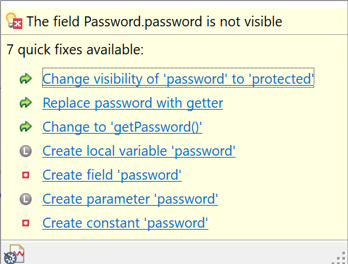 The field Password.password is not visible
7 quick fixes available:
Change visibility of 'password' to 'protected'
Replace password with getter
Change to 'getPassword()'
L Create local variable 'password'
Create field 'password'
L Create parameter 'password'
Create constant 'password'